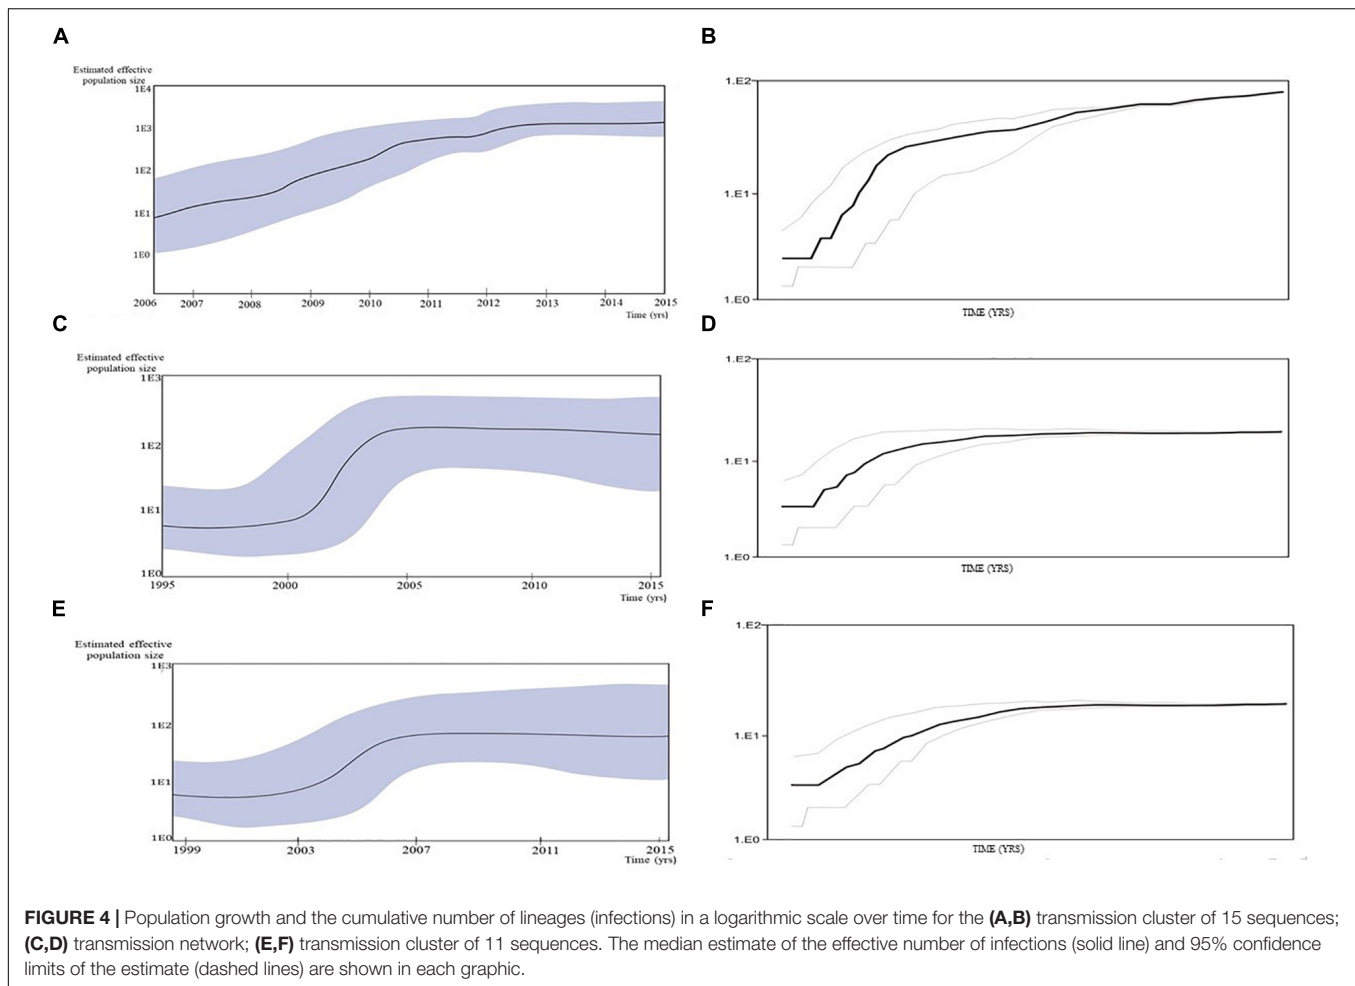 A
Estimated effective
population size
1E4
1E3
1E2
1E1
1E0
2006 2007 2008 2009 2010 2011 2012 2013 2014 2015
Time (yrs)
B
1.E2
1.E1
1.E0
TIME (YRS)
C
Estimated effective
population size
1E3
1E2
1E1
1E0
1995 2000 2005 2010 2015
Time (yrs)
D
1.E2
1.E1
1.E0
TIME (YRS)
E
Estimated effective
population size
1E3
1E2
1E1
1E0
1999 2003 2007 2011 2015
Time (yrs)
F
1.E2
1.E1
1.E0
TIME (YRS)
FIGURE 4 | Population growth and the cumulative number of lineages (infections) in a logarithmic scale over time for the (A,B) transmission cluster of 15 sequences;
(C,D) transmission network; (E,F) transmission cluster of 11 sequences. The median estimate of the effective number of infections (solid line) and 95% confidence
limits of the estimate (dashed lines) are shown in each graphic.